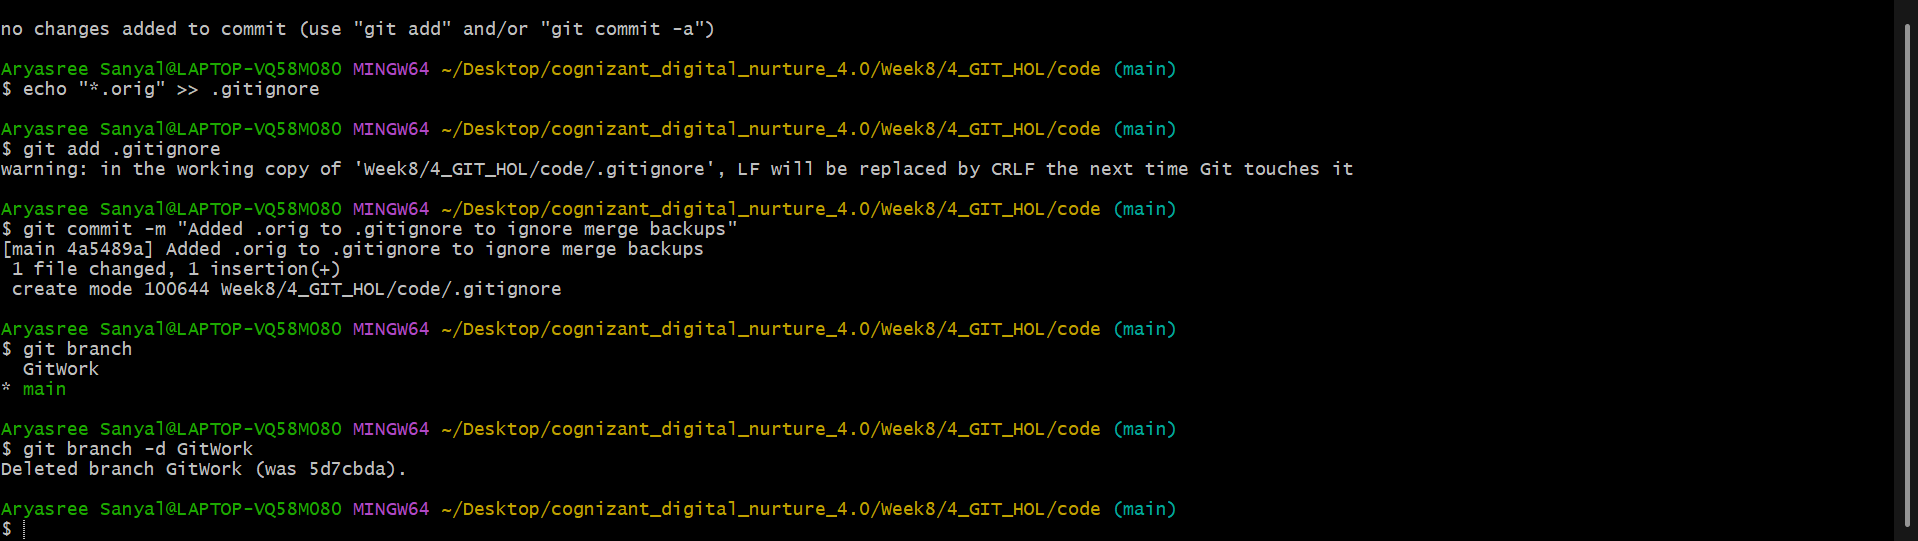 no changes added to commit (use "git add" and/or "git commit -a")
Aryasree Sanyal@LAPTOP-VQ58M080 MINGW64 ~/Desktop/cognizant_digital_nurture_4.0/Week8/4_GIT_HOL/code (main)
$ echo "*.orig" >> .gitignore
Aryasree Sanyal@LAPTOP-VQ58M080 MINGW64 ~/Desktop/cognizant_digital_nurture_4.0/Week8/4_GIT_HOL/code (main)
$ git add .gitignore
warning: in the working copy of 'Week8/4_GIT_HOL/code/.gitignore', LF will be replaced by CRLF the next time Git touches it
Aryasree Sanyal@LAPTOP-VQ58M080 MINGW64 ~/Desktop/cognizant_digital_nurture_4.0/Week8/4_GIT_HOL/code (main)
$ git commit -m "Added .orig to .gitignore to ignore merge backups"
[main 4a5489a] Added .orig to .gitignore to ignore merge backups
 1 file changed, 1 insertion(+)
 create mode 100644 Week8/4_GIT_HOL/code/.gitignore
Aryasree Sanyal@LAPTOP-VQ58M080 MINGW64 ~/Desktop/cognizant_digital_nurture_4.0/Week8/4_GIT_HOL/code (main)
$ git branch
  GitWork
* main
Aryasree Sanyal@LAPTOP-VQ58M080 MINGW64 ~/Desktop/cognizant_digital_nurture_4.0/Week8/4_GIT_HOL/code (main)
$ git branch -d GitWork
Deleted branch GitWork (was 5d7cbda).
Aryasree Sanyal@LAPTOP-VQ58M080 MINGW64 ~/Desktop/cognizant_digital_nurture_4.0/Week8/4_GIT_HOL/code (main)
$